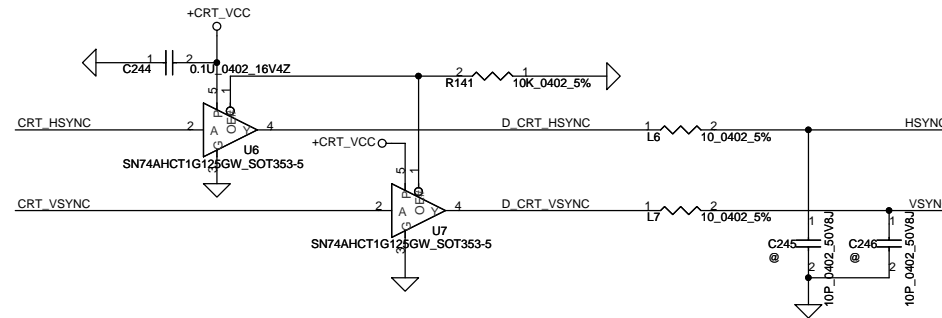 +CRT_VCC
1
2
C244
0.1U_0402_16V4Z
2
1
R141
10K_0402_5%
5
1
P
OE#
CRT_HSYNC
2
A
Y
4
G
3
U6
SN74AHCT1G125GW_SOT353-5
D_CRT_HSYNC
1
2
L6
10_0402_5%
HSYNC
+CRT_VCC
5
1
P
OE#
CRT_VSYNC
2
A
Y
4
G
3
U7
SN74AHCT1G125GW_SOT353-5
D_CRT_VSYNC
1
2
L7
10_0402_5%
VSYN
1
C245
@
2
10P_0402_50V8J
1
C246
@
2
10P_0402_50V8J